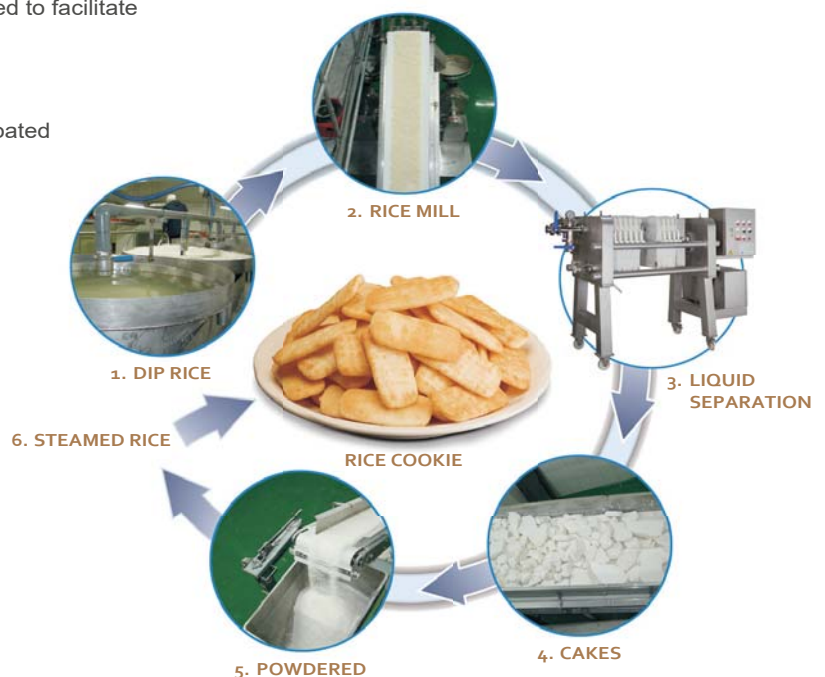 ed to facilitate
2. RICE MILL
1. DIP RICE
3. LIQUID
SEPARATION
6. STEAMED RICE
RICE COOKIE
4. CAKES
5. POWDERED